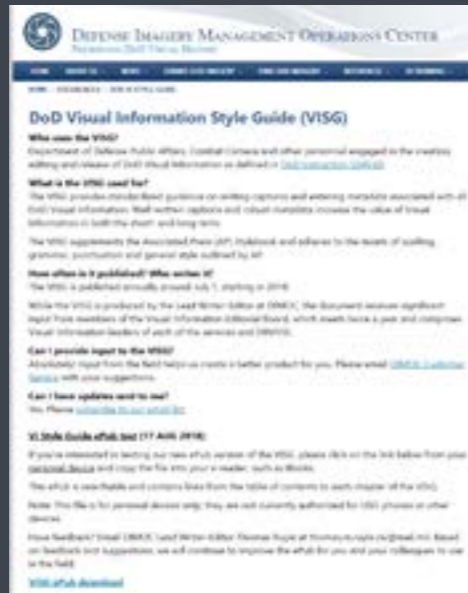 DEFENSE IMAGERY MANAGEMENT OPERATIONS CENTER
HOME
DoD Visual Information Style Guide (VISG)
Who uses the VISG?
Department of Defense Public Affairs, Combat Camera and other personnel engaged in the creation,
editing and release of DoD Visual Information as defined in
What is the VISG used for?
The VISG provides standardized guidance on writing captions and entering metadata associated with all
DoD Visual Information. Well written captions and robust metadata increase the value of Visual
Information in both the short- and long-term.
The VISG supplements the Associated Press (AP) Stylebook and adheres to the tenets of spelling,
grammar, punctuation and general style outlined by AP.
How often is it published? Who writes it?
The VISG is published annually around July 1, starting in 2018.
While the VISG is produced by the Lead Writer-Editor at DIMOC, the document receives significant
input from members of the Visual Information Editorial Board, which meets twice a year and comprises
Visual Information leaders of each of the services and
Can I provide input to the VISG?
Absolutely! Input from the field helps us create a better product for you. Please email DIMOC Customer
Service with your suggestions.
Can I have updates sent to me?
Yes. Please subscribe to our email list
VI Style Guide ePub test (17 AUG 2018)
If you're interested in testing our new ePub version of the VISG, please click on the link below from your
personal device and copy the file into your e-reader, such as iBooks.
The ePub is searchable and contains links from the table of contents to each chapter of the VISG.
Note: This file is for personal devices only; they are not currently authorized for USG phones or other
devices.
Have feedback? Email DIMOC Lead Writer-Editor Thomas at Based
on feedback and suggestions, we will continue to improve the ePub for you and your colleagues to use
in the field.
VISG ePub download